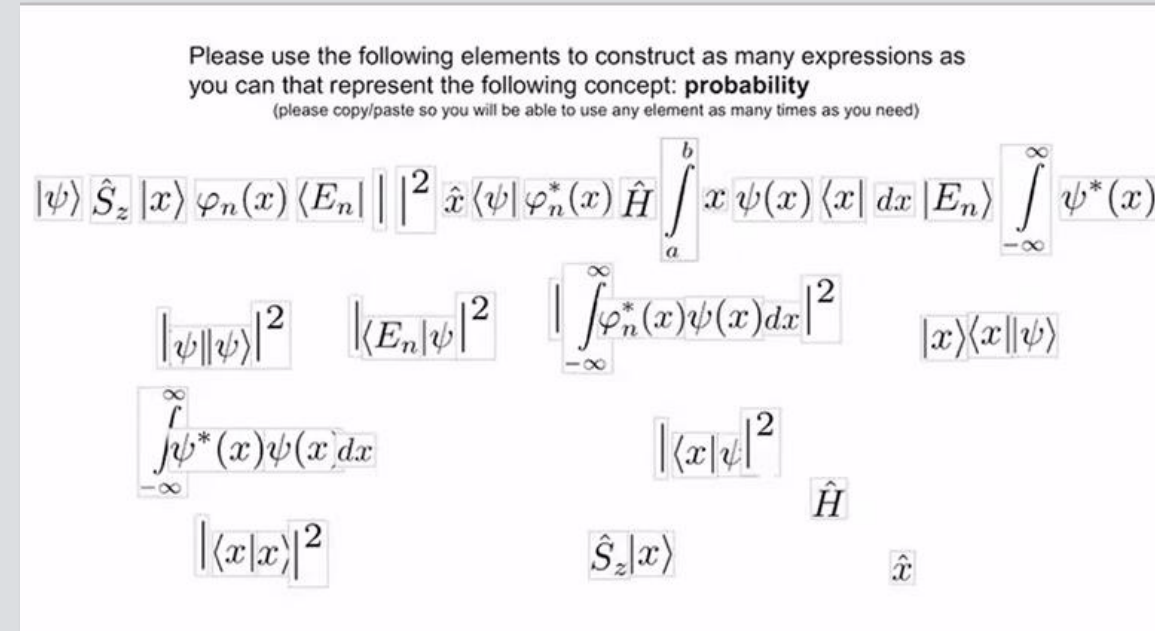 Please use the following elements to construct as many expressions as
you can that represent the following concept: probability
(please copy/paste so you will be able to use any element as many times as you need)
|ψ⟩ Ŝ_z |x⟩ φ_n(x) ⟨E_n| | |² x̂ ⟨ψ| φ_n*(x) Ĥ ∫_a^b x ψ(x) ⟨x| dx |E_n⟩ ∫_{-∞}^{∞} ψ*(x)
|ψ||ψ⟩|² |⟨E_n|ψ|² | ∫_{-∞}^{∞} φ_n*(x)ψ(x)dx|² |x⟩⟨x||ψ⟩
∫_{-∞}^{∞} ψ*(x)ψ(x dx |⟨x|ψ|²
Ĥ
|⟨x|x⟩|² Ŝ_z|x⟩ x̂